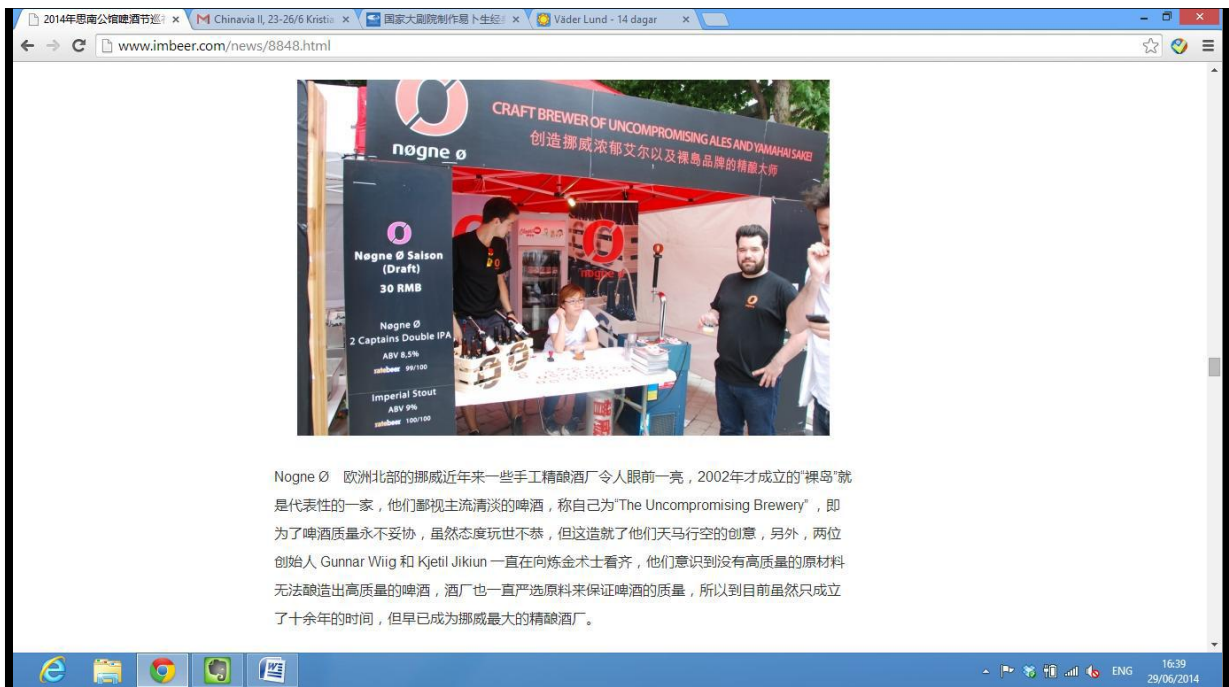 2014年思南公馆啤酒节巡
Chinavia II, 23-26/6 Kristia
国家大剧院制作易卜生经
Väder Lund - 14 dagar
www.imbeer.com/news/8848.html
nøgne ø
CRAFT BREWER OF UNCOMPROMISING ALES AND YAMAHAI SAKE!
创造挪威浓郁艾尔以及裸岛品牌的精酿大师
Nøgne Ø Saison
(Draft)
30 RMB
Nøgne Ø
2 Captains Double IPA
ABV 8,5%
ratebeer 99/100
Imperial Stout
ABV 9%
ratebeer 100/100
nøgne ø
Nogne Ø 欧洲北部的挪威近年来一些手工精酿酒厂令人眼前一亮，2002年才成立的“裸岛”就
是代表性的一家，他们鄙视主流清淡的啤酒，称自己为“The Uncompromising Brewery”，即
为了啤酒质量永不妥协，虽然态度玩世不恭，但这造就了他们天马行空的创意，另外，两位
创始人 Gunnar Wiig 和 Kjetil Jikiun 一直在向炼金术士看齐，他们意识到没有高质量的原材料
无法酿造出高质量的啤酒，酒厂也一直严选原料来保证啤酒的质量，所以到目前虽然只成立
了十余年的时间，但早已成为挪威最大的精酿酒厂。
ENG
16:39
29/06/2014